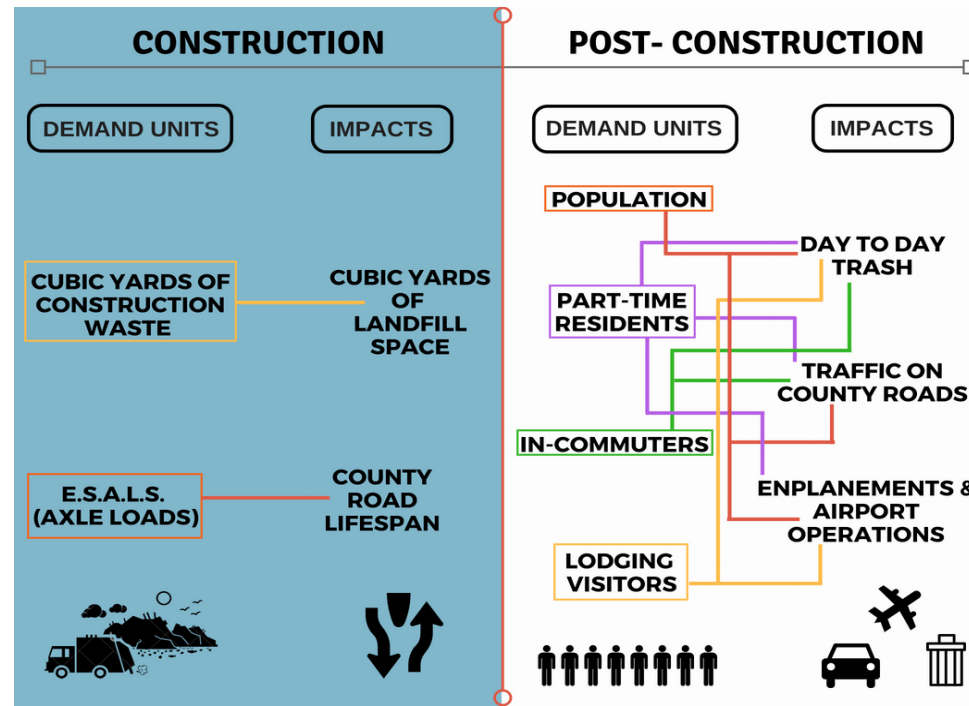 CONSTRUCTION
DEMAND UNITS
IMPACTS
CUBIC YARDS OF
CONSTRUCTION
WASTE
CUBIC YARDS
OF
LANDFILL
SPACE
E.S.A.L.S.
(AXLE LOADS)
COUNTY
ROAD
LIFESPAN
POST- CONSTRUCTION
DEMAND UNITS
IMPACTS
POPULATION
DAY TO DAY
TRASH
PART-TIME
RESIDENTS
TRAFFIC ON
COUNTY ROADS
IN-COMMUTERS
ENPLANEMENTS &
AIRPORT
OPERATIONS
LODGING
VISITORS